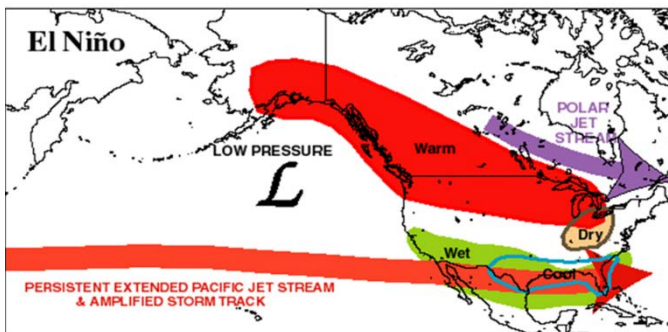 El Niño
POLAR
JET
STREAM
LOW PRESSURE
L
Warm
Dry
Wet
Cool
PERSISTENT EXTENDED PACIFIC JET STREAM
& AMPLIFIED STORM TRACK